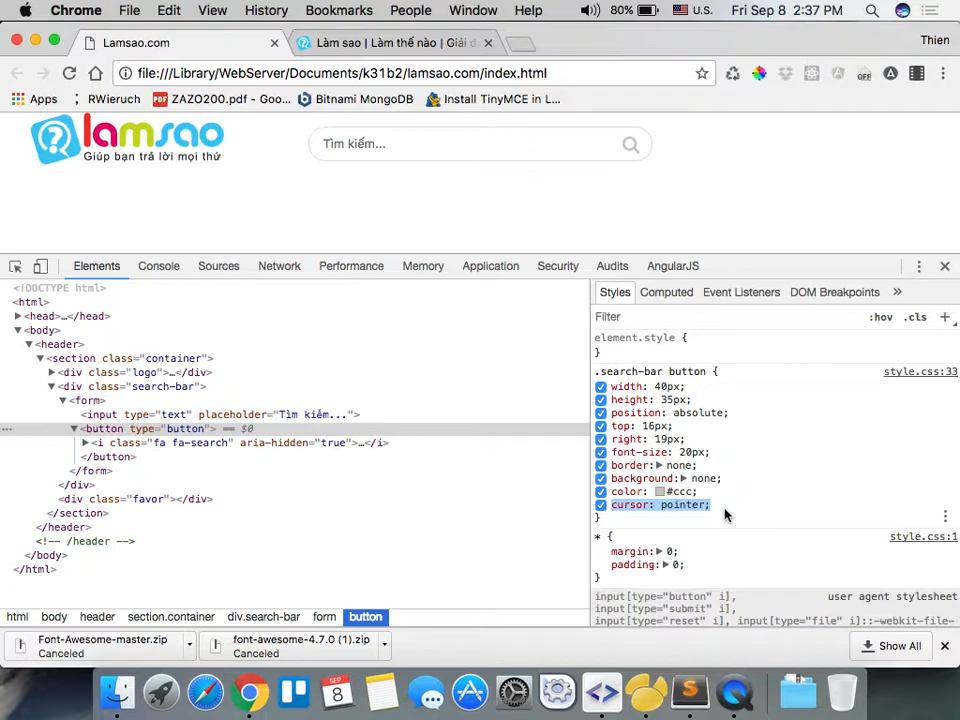 Chrome File Edit View History Bookmarks People Window Help 80% U.S. Fri Sep 8 2:37 PM
Lamsao.com
Làm sao | Làm thế nào | Giải đ
Thien
file:///Library/WebServer/Documents/k31b2/lamsao.com/index.html
OFF
Apps RWieruch ZAZO200.pdf - Goo... Bitnami MongoDB Install TinyMCE in L...
lamsao
Giúp bạn trả lời mọi thứ
Tìm kiếm...
Elements Console Sources Network Performance Memory Application Security Audits AngularJS
<!DOCTYPE html>
<html>
<head>…</head>
<body>
<header>
<section class="container">
<div class="logo">…</div>
<div class="search-bar">
<form>
<input type="text" placeholder="Tìm kiếm...">
<button type="button"> == $0
<i class="fa fa-search" aria-hidden="true">…</i>
</button>
</form>
</div>
<div class="favor"></div>
</section>
</header>
<!-- /header -->
</body>
</html>
html body header section.container div.search-bar form button
Styles Computed Event Listeners DOM Breakpoints »
Filter :hov .cls +
element.style {
}
.search-bar button { style.css:33
width: 40px;
height: 35px;
position: absolute;
top: 16px;
right: 19px;
font-size: 20px;
border: none;
background: none;
color: #ccc;
cursor: pointer;
}
* { style.css:1
margin: 0;
padding: 0;
}
input[type="button" i], user agent stylesheet
input[type="submit" i],
input[type="reset" i], input[type="file" i]::-webkit-file-
Font-Awesome-master.zip
Canceled
font-awesome-4.7.0 (1).zip
Canceled
Show All
SEP
8